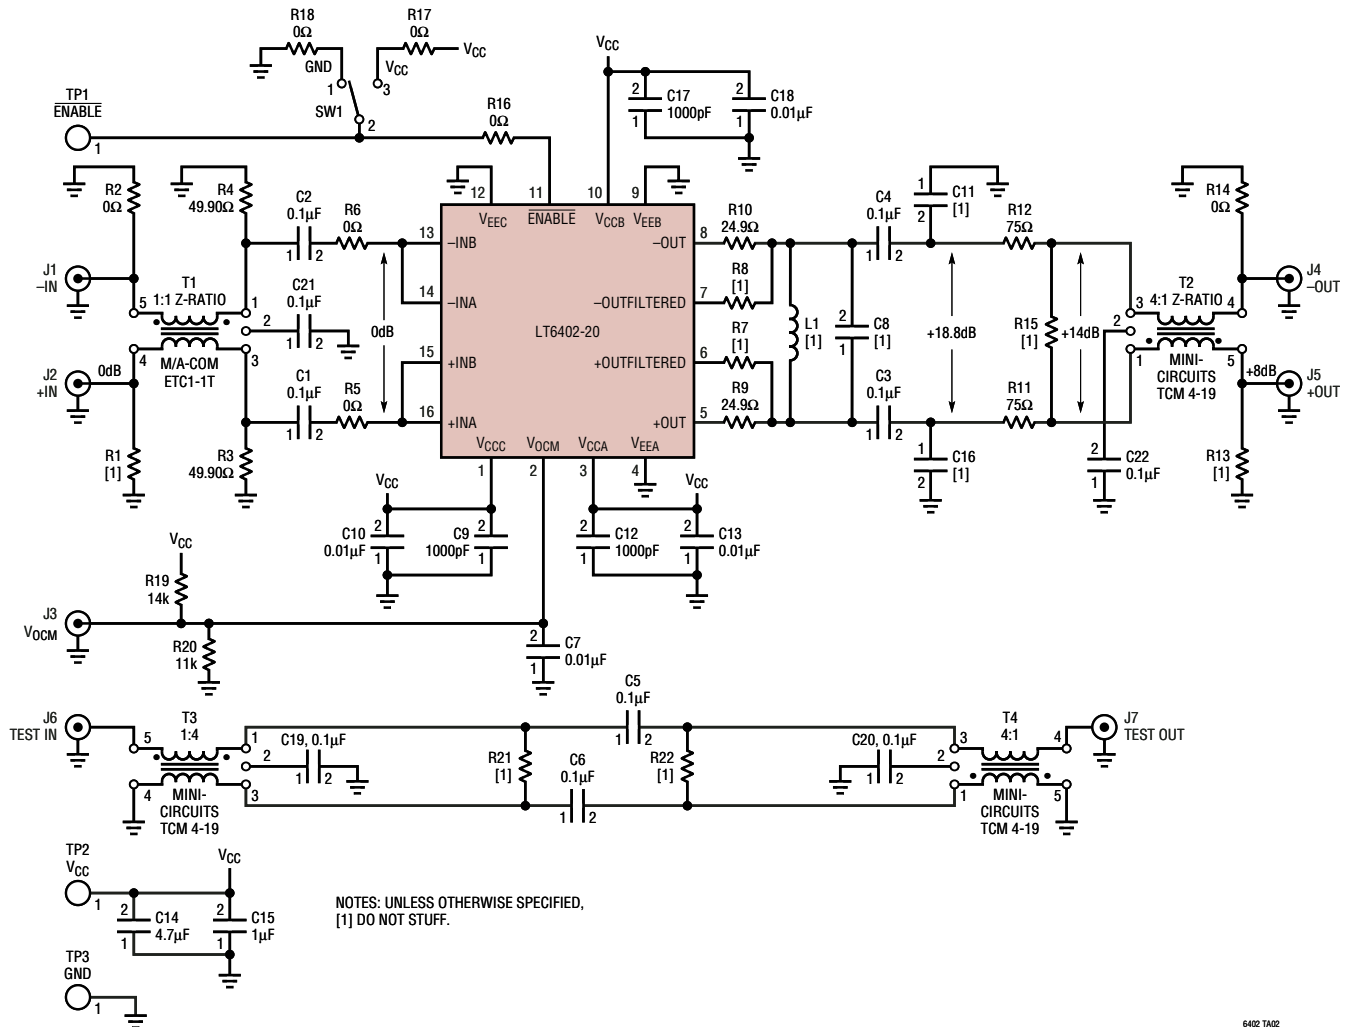 R18
0Ω
R17
0Ω
VCC
GND
VCC
1
3
SW1
2
TP1
ENABLE
1
R16
0Ω
VCC
2
1
C17
1000pF
2
1
C18
0.01µF
R2
0Ω
R4
49.90Ω
C2
0.1µF
1
2
R6
0Ω
12
11
10
9
VEEC
ENABLE
VCCB
VEEB
13
–INB
14
–INA
15
+INB
16
+INA
LT6402-20
–OUT
8
–OUTFILTERED
7
+OUTFILTERED
6
+OUT
5
VCCC
VOCM
VCCA
VEEA
1
2
3
4
J1
–IN
T1
1:1 Z-RATIO
5
1
2
4
3
M/A-COM
ETC1-1T
C21
0.1µF
1
2
0dB
J2
+IN
0dB
C1
0.1µF
1
2
R5
0Ω
R1
[1]
R3
49.90Ω
R10
24.9Ω
R8
[1]
R7
[1]
R9
24.9Ω
L1
[1]
2
1
C8
[1]
C4
0.1µF
1
2
C3
0.1µF
1
2
1
2
C11
[1]
R12
75Ω
+18.8dB
R15
[1]
+14dB
R11
75Ω
1
2
C16
[1]
R14
0Ω
T2
4:1 Z-RATIO
3
4
2
1
5
MINI-
CIRCUITS
TCM 4-19
J4
–OUT
+8dB
J5
+OUT
2
1
C22
0.1µF
R13
[1]
VCC
C10
0.01µF
2
1
C9
1000pF
2
1
VCC
2
1
C12
1000pF
2
1
C13
0.01µF
VCC
R19
14k
J3
VOCM
R20
11k
2
1
C7
0.01µF
J6
TEST IN
T3
1:4
5
1
2
4
3
MINI-
CIRCUITS
TCM 4-19
C19, 0.1µF
1
2
R21
[1]
C5
0.1µF
1
2
C6
0.1µF
1
2
R22
[1]
C20, 0.1µF
1
2
T4
4:1
3
4
2
1
5
MINI-
CIRCUITS
TCM 4-19
J7
TEST OUT
TP2
VCC
1
VCC
2
1
C14
4.7µF
2
1
C15
1µF
TP3
GND
1
NOTES: UNLESS OTHERWISE SPECIFIED,
[1] DO NOT STUFF.
6402 TA02